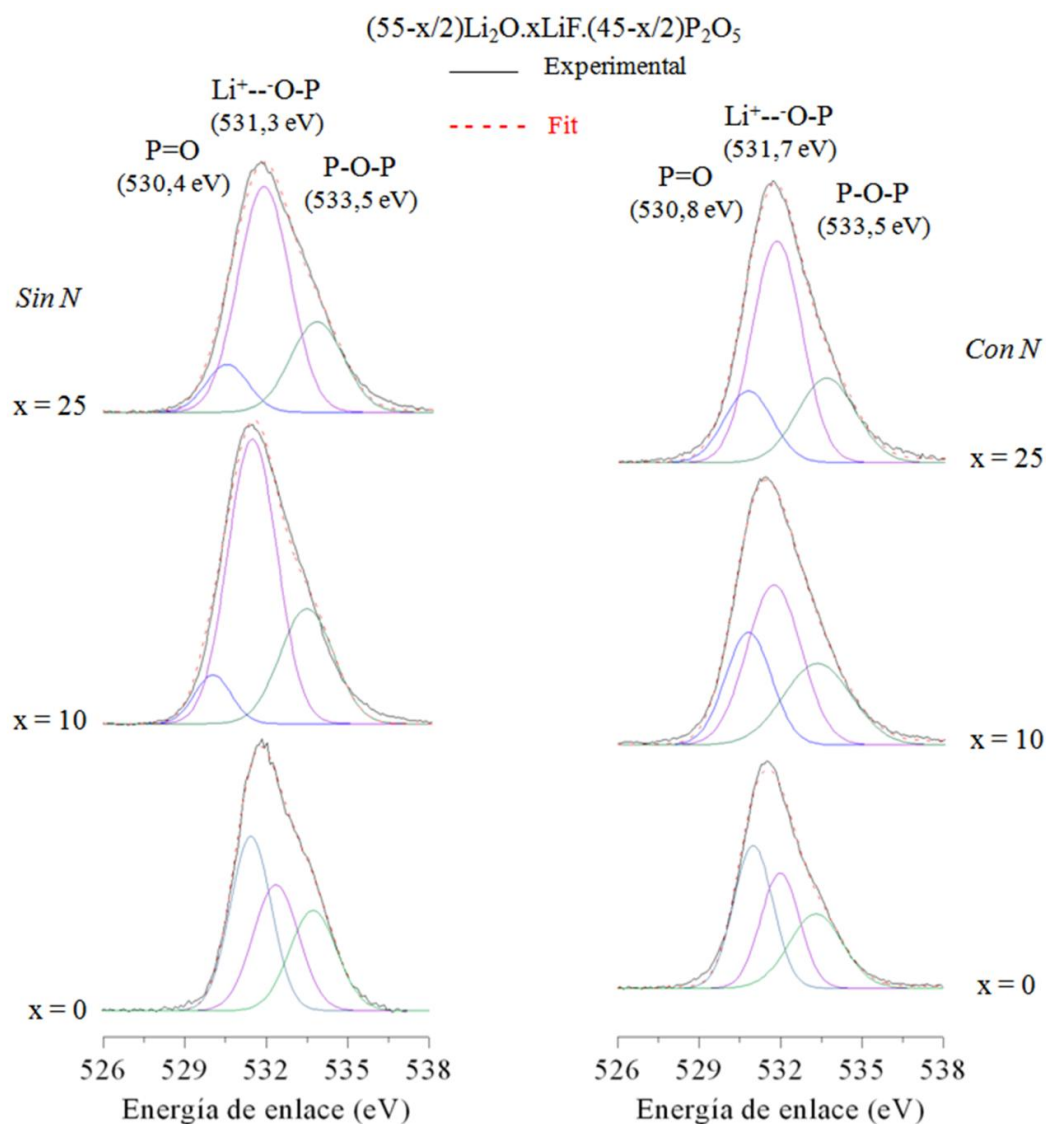 (55-x/2)Li₂O.xLiF.(45-x/2)P₂O₅
Experimental
Fit
Li⁺--⁻O-P
(531,3 eV)
P=O
(530,4 eV)
P-O-P
(533,5 eV)
Sin N
x = 25
x = 10
x = 0
526 529 532 535 538
Energía de enlace (eV)
Li⁺--⁻O-P
(531,7 eV)
P=O
(530,8 eV)
P-O-P
(533,5 eV)
Con N
x = 25
x = 10
x = 0
526 529 532 535 538
Energía de enlace (eV)